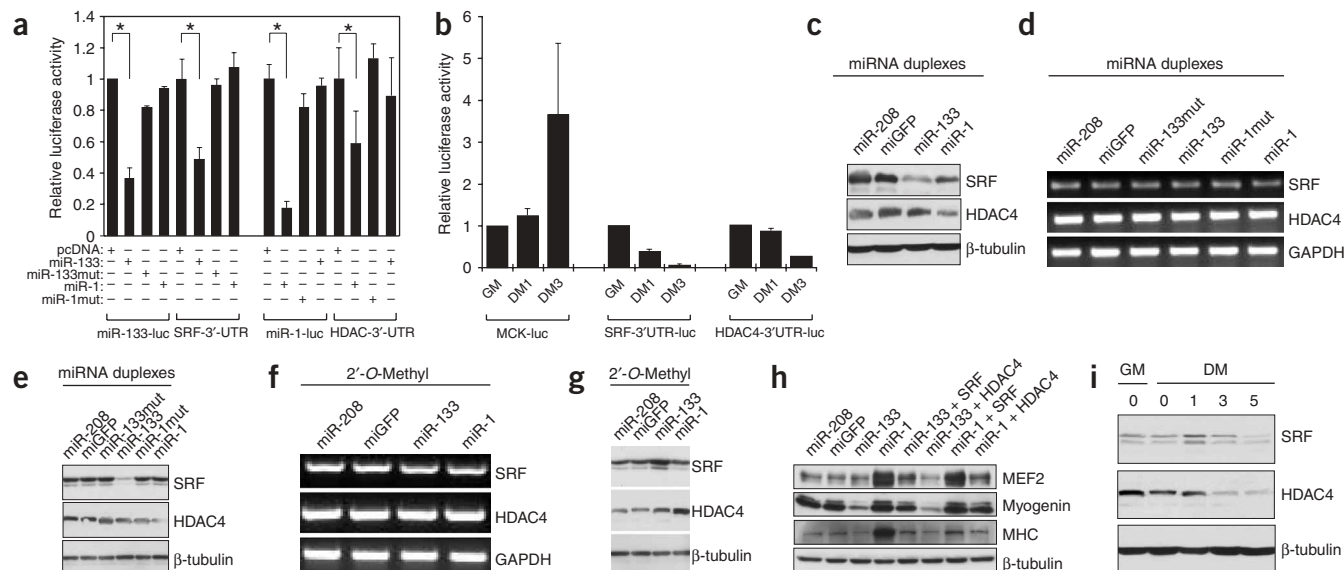 a
Relative luciferase activity
1.4
1.2
1
0.8
0.6
0.4
0.2
0
* * * *
pcDNA: + – – – + – – – + – – – + – – –
miR-133: – + – – – + – – – – – + – – – +
miR-133mut: – – + – – – + – – – – – – – – –
miR-1: – – – + – – – + – + – – – + – –
miR-1mut: – – – – – – – – – – + – – – + –
miR-133-luc SRF-3′-UTR miR-1-luc HDAC-3′-UTR
b
Relative luciferase activity
6
5
4
3
2
1
0
GM DM1 DM3 GM DM1 DM3 GM DM1 DM3
MCK-luc SRF-3′UTR-luc HDAC4-3′UTR-luc
c
miRNA duplexes
miR-208 miGFP miR-133 miR-1
SRF
HDAC4
β-tubulin
d
miRNA duplexes
miR-208 miGFP miR-133mut miR-133 miR-1mut miR-1
SRF
HDAC4
GAPDH
e
miRNA duplexes
miR-208 miGFP miR-133mut miR-133 miR-1mut miR-1
SRF
HDAC4
β-tubulin
f
2′-O-Methyl
miR-208 miGFP miR-133 miR-1
SRF
HDAC4
GAPDH
g
2′-O-Methyl
miR-208 miGFP miR-133 miR-1
SRF
HDAC4
β-tubulin
h
miR-208 miGFP miR-133 miR-1 miR-133 + SRF miR-133 + HDAC4 miR-1 + SRF miR-1 + HDAC4
MEF2
Myogenin
MHC
β-tubulin
i
GM DM
0 0 1 3 5
SRF
HDAC4
β-tubulin